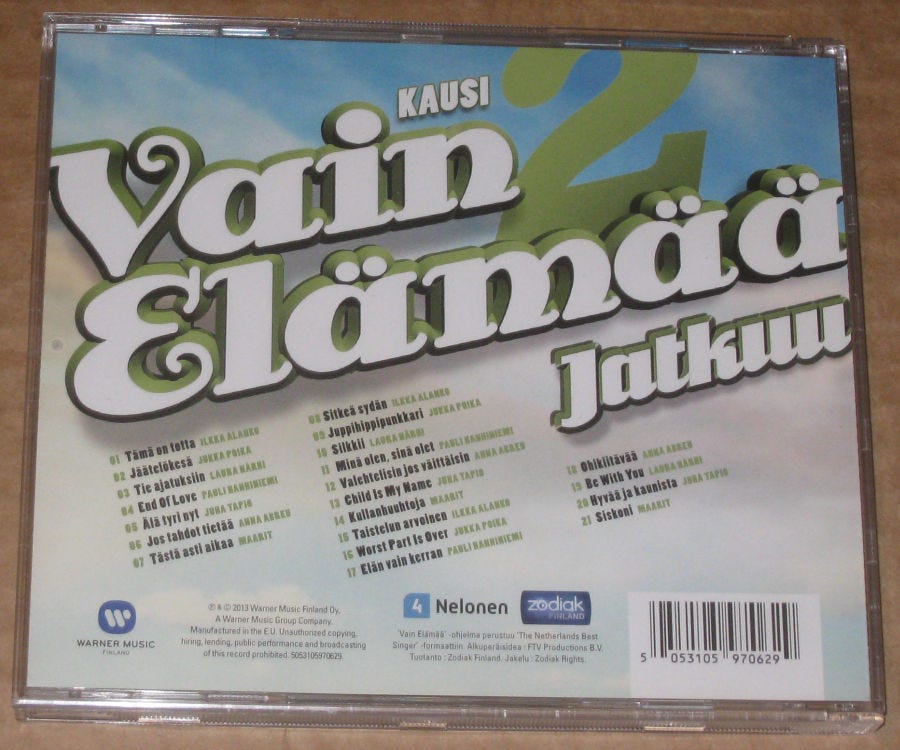 KAUSI 2
Vain
Elämää
Jatkuu
01 Tämä on totta ILKKA ALANKO
02 Jäätelökesä JUKKA POIKA
03 Tie ajatuksiin LAURA NÄRHI
04 End Of Love PAULI HANHINIEMI
05 Älä tyri nyt JUHA TAPIO
06 Jos tahdot tietää ANNA ABREU
07 Tästä asti aikaa MAARIT
08 Sitkeä sydän ILKKA ALANKO
09 Juppihippipunkkari JUKKA POIKA
10 Silkkii LAURA NÄRHI
11 Minä olen, sinä olet PAULI HANHINIEMI
12 Vaiehtelisin jos väittäisin ANNA ABREU
13 Child Is My Name JUHA TAPIO
14 Kullanhuuhtoja MAARIT
15 Taistelun arvoinen ILKKA ALANKO
16 Worst Part Is Over JUKKA POIKA
17 Elän vain kerran PAULI HANHINIEMI
18 Ohikiitävää ANNA ABREU
19 Be With You LAURA NÄRHI
20 Hyvää ja kaunista JUHA TAPIO
21 Siskoni MAARIT
WARNER MUSIC
FINLAND
℗ & © 2013 Warner Music Finland Oy,
A Warner Music Group Company.
Manufactured in the E.U. Unauthorized copying,
hiring, lending, public performance and broadcasting
of this record prohibited. 5053105970629.
4 Nelonen
zodiak
FINLAND
'Vain Elämää' -ohjelma perustuu 'The Netherlands Best
Singer' -formaattiin. Alkuperäisidea : FTV Productions B.V.
Tuotanto : Zodiak Finland. Jakelu : Zodiak Rights.
5 053105 970629